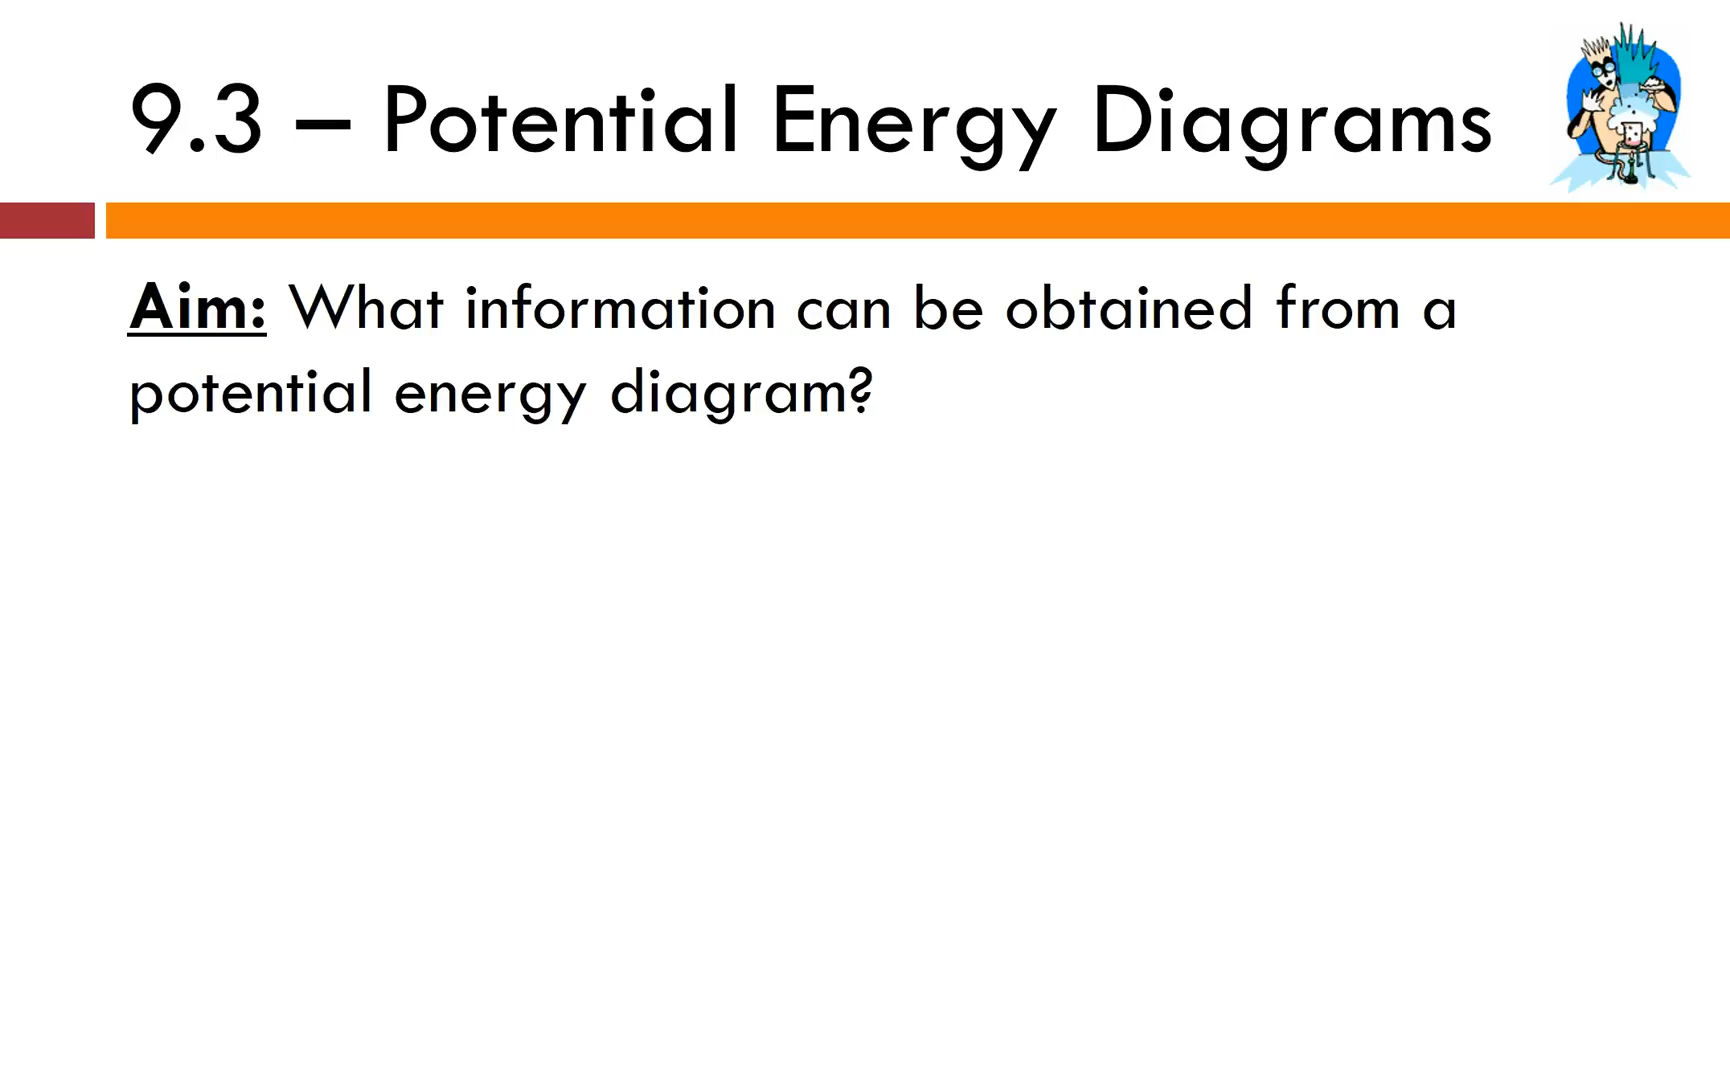 9.3 – Potential Energy Diagrams
Aim: What information can be obtained from a
potential energy diagram?